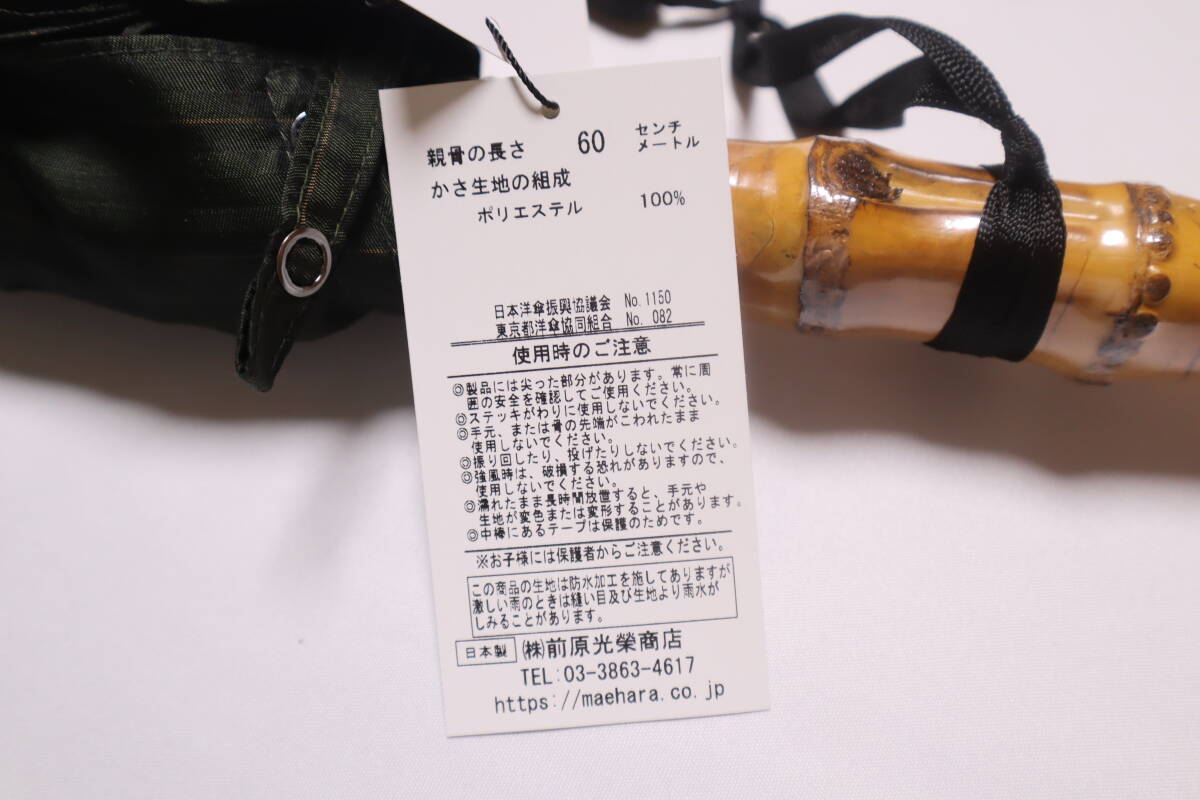 親骨の長さ 60 センチ
メートル
かさ生地の組成
ポリエステル 100%
日本洋傘振興協議会 No.1150
東京都洋傘協同組合 No. 082
使用時のご注意
◎製品には尖った部分があります。常に周
囲の安全を確認してご使用ください。
◎ステッキがわりに使用しないでください。
◎手元、または骨の先端がこわれたまま
使用しないでください。
◎振り回したり、投げたりしないでください。
◎強風時は、破損する恐れがありますので、
使用しないでください。
◎濡れたまま長時間放置すると、手元や
生地が変色または変形することがあります。
◎中棒にあるテープは保護のためです。
※お子様には保護者からご注意ください。
この商品の生地は防水加工を施してありますが
激しい雨のときは縫い目及び生地より雨水が
しみることがあります。
日本製 ㈱前原光榮商店
TEL:03-3863-4617
https://maehara.co.jp